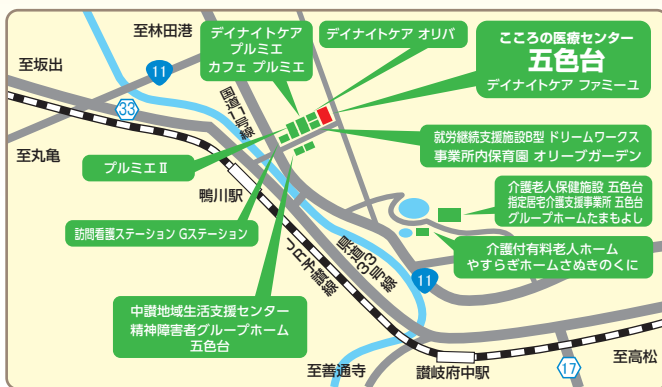 至林田港
デイナイトケア
プルミエ
カフェ プルミエ
デイナイトケア オリバ
こころの医療センター
五色台
デイナイトケア ファミーユ
至坂出
11
国道11号線
33
至丸亀
就労継続支援施設B型 ドリームワークス
事業所内保育園 オリーブガーデン
プルミエⅡ
鴨川駅
介護老人保健施設 五色台
指定居宅介護支援事業所 五色台
グループホームたまもよし
訪問看護ステーション Gステーション
介護付有料老人ホーム
やすらぎホームさぬきのくに
JR予讃線
県道33号線
11
中讃地域生活支援センター
精神障害者グループホーム
五色台
至善通寺
讃岐府中駅
17
至高松